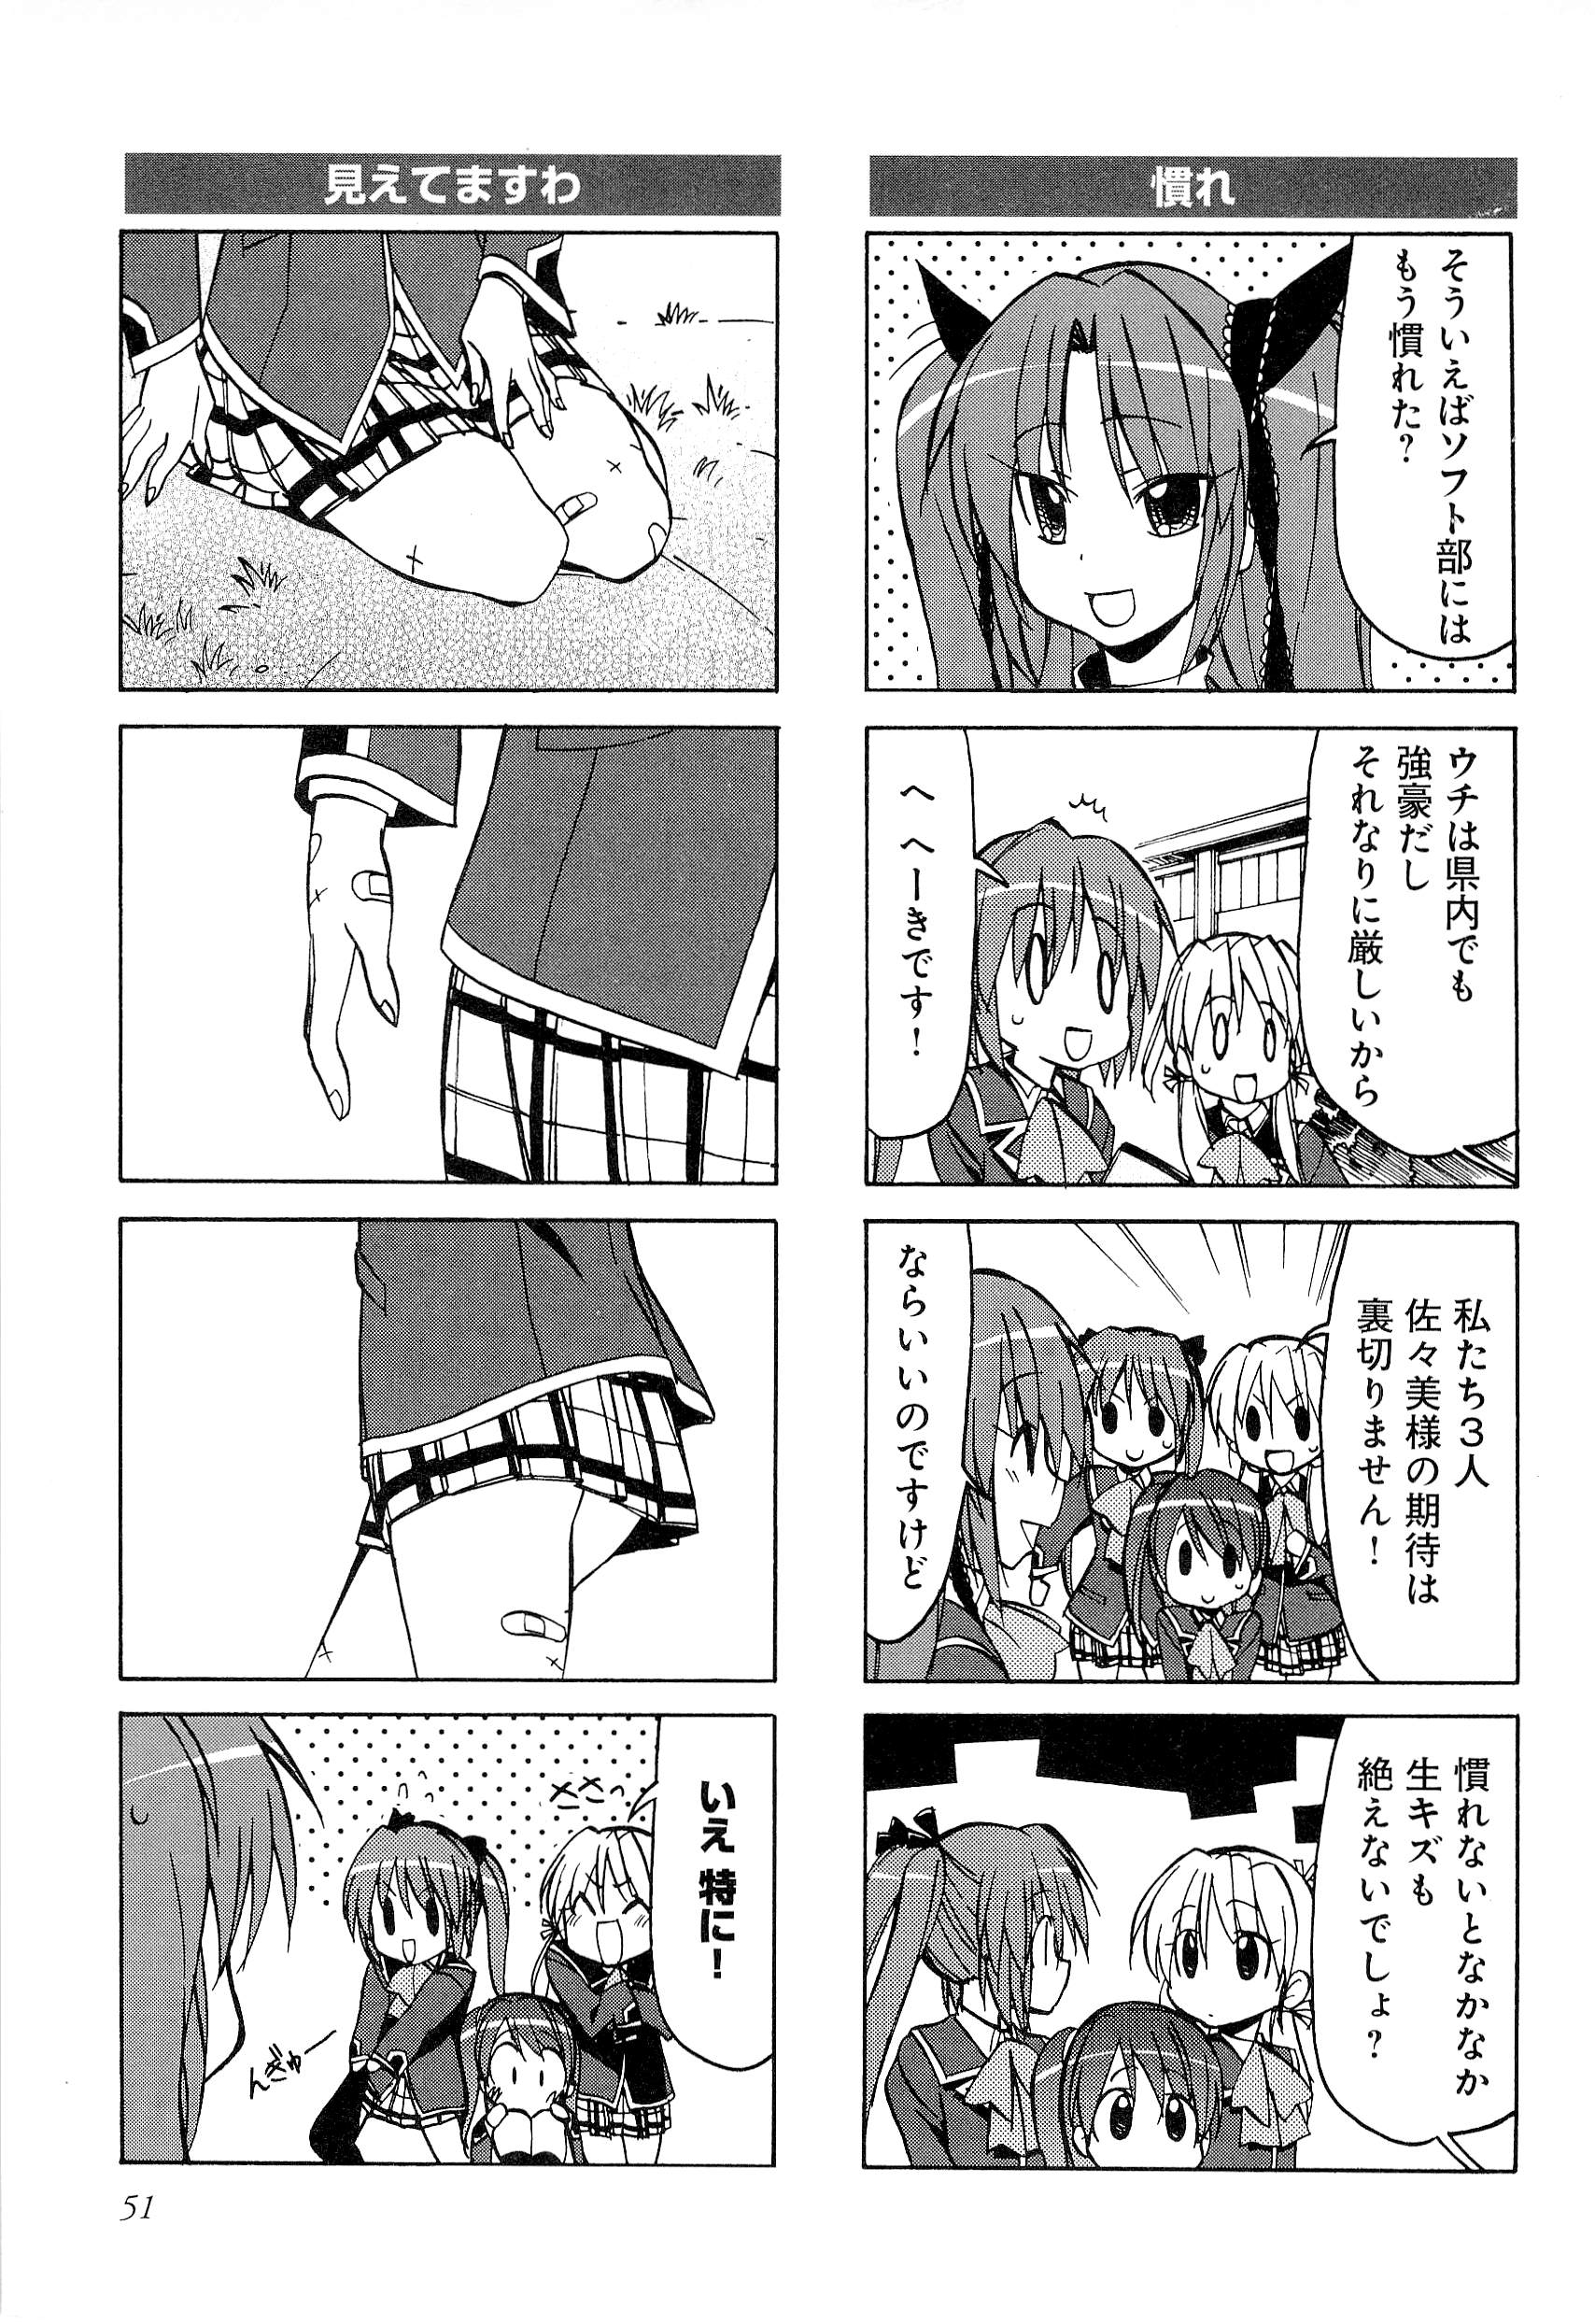 慣れ
そういえばソフト部には
もう慣れた?
ウチは県内でも
強豪だし
それなりに厳しいから
へ へーきです!
私たち3人
佐々美様の期待は
裏切りません!
ならいいのですけど
慣れないとなかなか
生キズも
絶えないでしょ?
見えてますわ
いえ 特に!
ささっ
んぎゅー
51